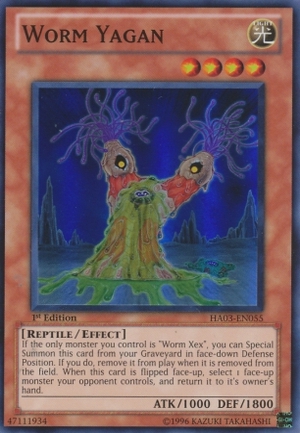 WORM YAGAN
LIGHT
光
1st Edition
HA03-EN055
[REPTILE / EFFECT]
If the only monster you control is "Worm Xex", you can Special
Summon this card from your Graveyard in face-down Defense
Position. If you do, remove it from play when it is removed from
the field. When this card is flipped face-up, select 1 face-up
monster your opponent controls, and return it to its owner's
hand.
ATK/1000 DEF/1800
47111934
©1996 KAZUKI TAKAHASHI